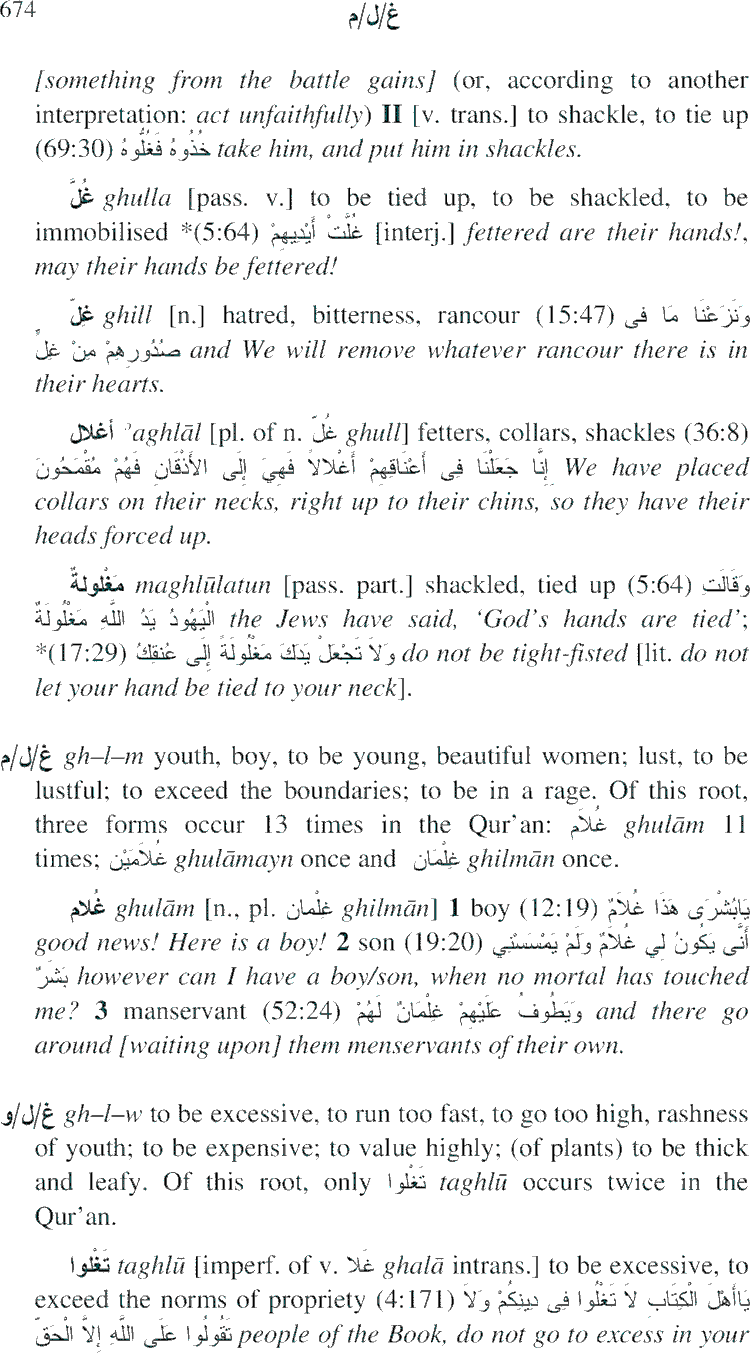 674
غ/ل/م
[something from the battle gains] (or, according to another
interpretation: act unfaithfully) II [v. trans.] to shackle, to tie up
(69:30) خُذُوهُ فَغُلُّوهُ take him, and put him in shackles.
غُلَّ ghulla [pass. v.] to be tied up, to be shackled, to be
immobilised *(5:64) غُلَّتْ أَيْدِيهِمْ [interj.] fettered are their hands!,
may their hands be fettered!
غِلّ ghill [n.] hatred, bitterness, rancour (15:47) وَنَزَعْنَا مَا فى
صُدُورِهِمْ مِنْ غِلٍّ and We will remove whatever rancour there is in
their hearts.
أغلال ʾaghlāl [pl. of n. غُلّ ghull] fetters, collars, shackles (36:8)
إِنَّا جَعَلْنَا فِى أَعْنَاقِهِمْ أَغْلَالاً فَهِيَ إِلَى الأَذْقَانِ فَهُمْ مُقْمَحُونَ We have placed
collars on their necks, right up to their chins, so they have their
heads forced up.
مَغْلولةٌ maghlūlatun [pass. part.] shackled, tied up (5:64) وَقَالَتِ
الْيَهُودُ يَدُ اللَّهِ مَغْلُولَةٌ the Jews have said, ‘God’s hands are tied’;
*(17:29) وَلاَ تَجْعَلْ يَدَكَ مَغْلُولَةً إِلَى عُنقِكَ do not be tight-fisted [lit. do not
let your hand be tied to your neck].
غ/ل/م gh–l–m youth, boy, to be young, beautiful women; lust, to be
lustful; to exceed the boundaries; to be in a rage. Of this root,
three forms occur 13 times in the Qur’an: غُلَام ghulām 11
times; غُلَامَيْن ghulāmayn once and غِلْمَان ghilmān once.
غُلام ghulām [n., pl. غلْمان ghilmān] 1 boy (12:19) يَابُشْرَى هَذَا غُلاَمٌ
good news! Here is a boy! 2 son (19:20) أَنَّى يَكُونُ لِي غُلاَمٌ وَلَمْ يَمْسَسْنِي
بَشَرٌ however can I have a boy/son, when no mortal has touched
me? 3 manservant (52:24) وَيَطُوفُ عَلَيْهِمْ غِلْمَانٌ لَهُمْ and there go
around [waiting upon] them menservants of their own.
غ/ل/و gh–l–w to be excessive, to run too fast, to go too high, rashness
of youth; to be expensive; to value highly; (of plants) to be thick
and leafy. Of this root, only تَغْلُوا taghlū occurs twice in the
Qur’an.
تَغْلُوا taghlū [imperf. of v. غَلا ghalā intrans.] to be excessive, to
exceed the norms of propriety (4:171) يَاأَهْلَ الْكِتَابِ لاَ تَغْلُوا فِى دِينِكُمْ وَلاَ
تَقُولُوا عَلَى اللَّهِ إِلاَّ الْحَقَّ people of the Book, do not go to excess in your